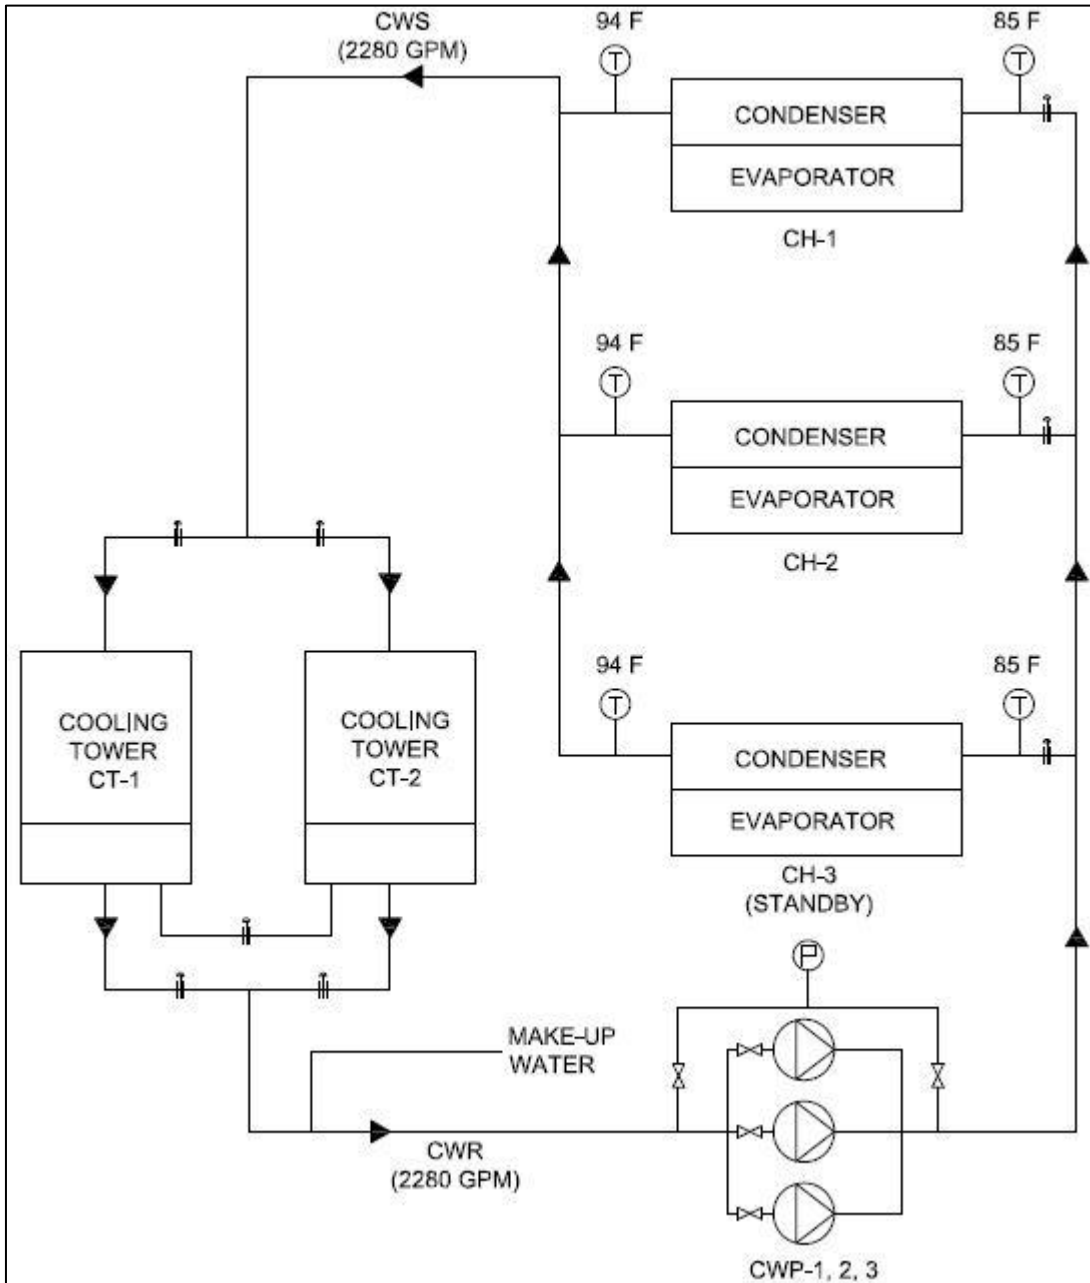 CWS
(2280 GPM)
94 F
85 F
T
T
CONDENSER
EVAPORATOR
CH-1
94 F
85 F
T
T
CONDENSER
EVAPORATOR
CH-2
94 F
85 F
T
T
CONDENSER
EVAPORATOR
CH-3
(STANDBY)
COOLING
TOWER
CT-1
COOLING
TOWER
CT-2
P
MAKE-UP
WATER
CWR
(2280 GPM)
CWP-1, 2, 3